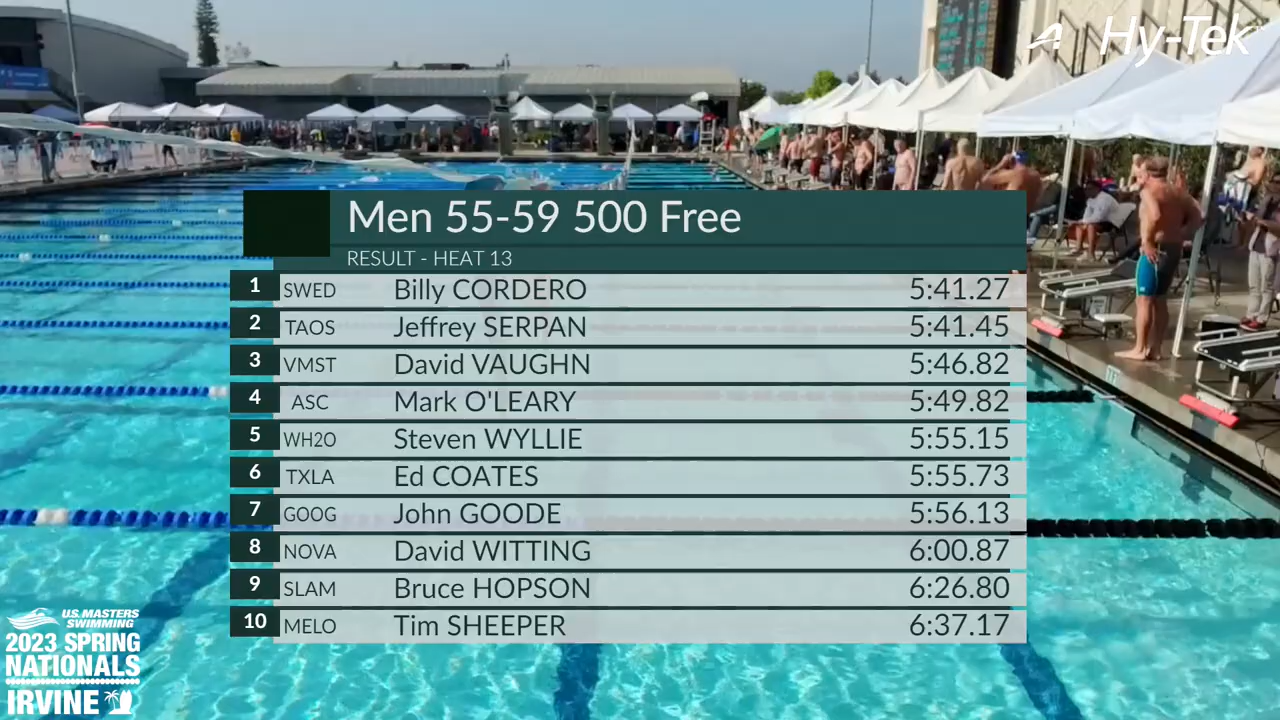 Hy-Tek
Men 55-59 500 Free
RESULT - HEAT 13
1 SWED Billy CORDERO 5:41.27
2 TAOS Jeffrey SERPAN 5:41.45
3 VMST David VAUGHN 5:46.82
4 ASC Mark O'LEARY 5:49.82
5 WH2O Steven WYLLIE 5:55.15
6 TXLA Ed COATES 5:55.73
7 GOOG John GOODE 5:56.13
8 NOVA David WITTING 6:00.87
9 SLAM Bruce HOPSON 6:26.80
10 MELO Tim SHEEPER 6:37.17
U.S. MASTERS
SWIMMING
2023 SPRING
NATIONALS
IRVINE